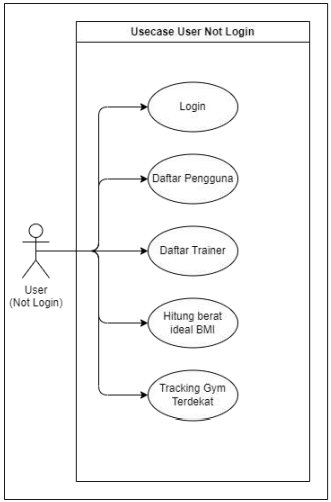 Usecase User Not Login
Login
Daftar Pengguna
Daftar Trainer
User
(Not Login)
Hitung berat
ideal BMI
Tracking Gym
Terdekat